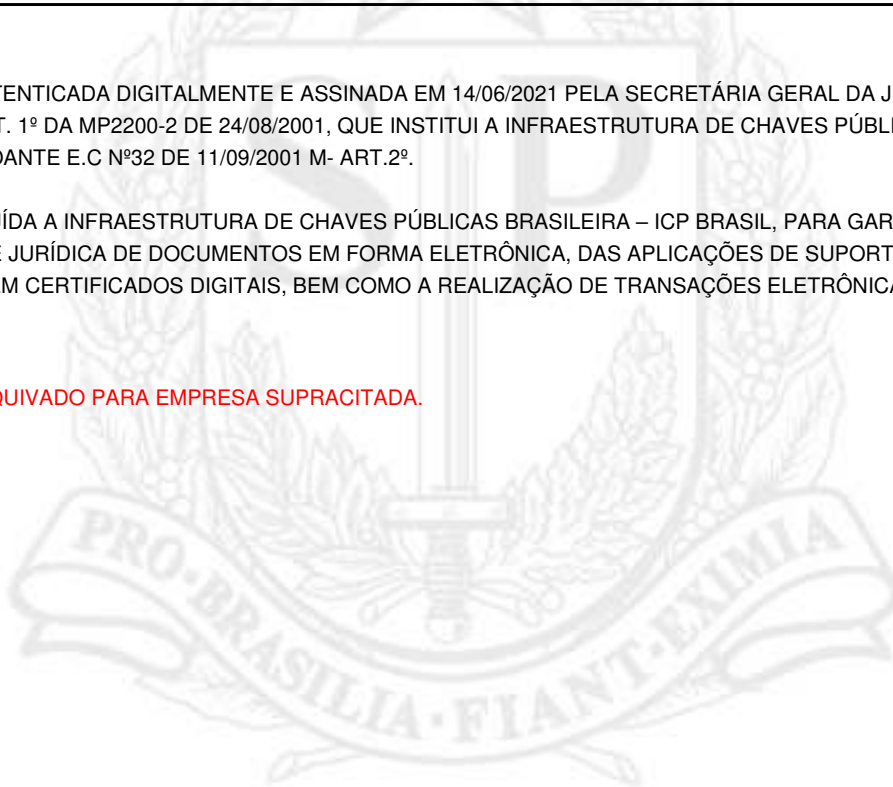 TENTICADA DIGITALMENTE E ASSINADA EM 14/06/2021 PELA SECRETÁRIA GERAL DA J
T. 1º DA MP2200-2 DE 24/08/2001, QUE INSTITUI A INFRAESTRUTURA DE CHAVES PÚBLI
DANTE E.C Nº32 DE 11/09/2001 M- ART.2º.
ÍDA A INFRAESTRUTURA DE CHAVES PÚBLICAS BRASILEIRA – ICP BRASIL, PARA GAR
E JURÍDICA DE DOCUMENTOS EM FORMA ELETRÔNICA, DAS APLICAÇÕES DE SUPORT
EM CERTIFICADOS DIGITAIS, BEM COMO A REALIZAÇÃO DE TRANSAÇÕES ELETRÔNICA
QUIVADO PARA EMPRESA SUPRACITADA.
SP
PRO·BRASILIA·FIANT·EXIMIA